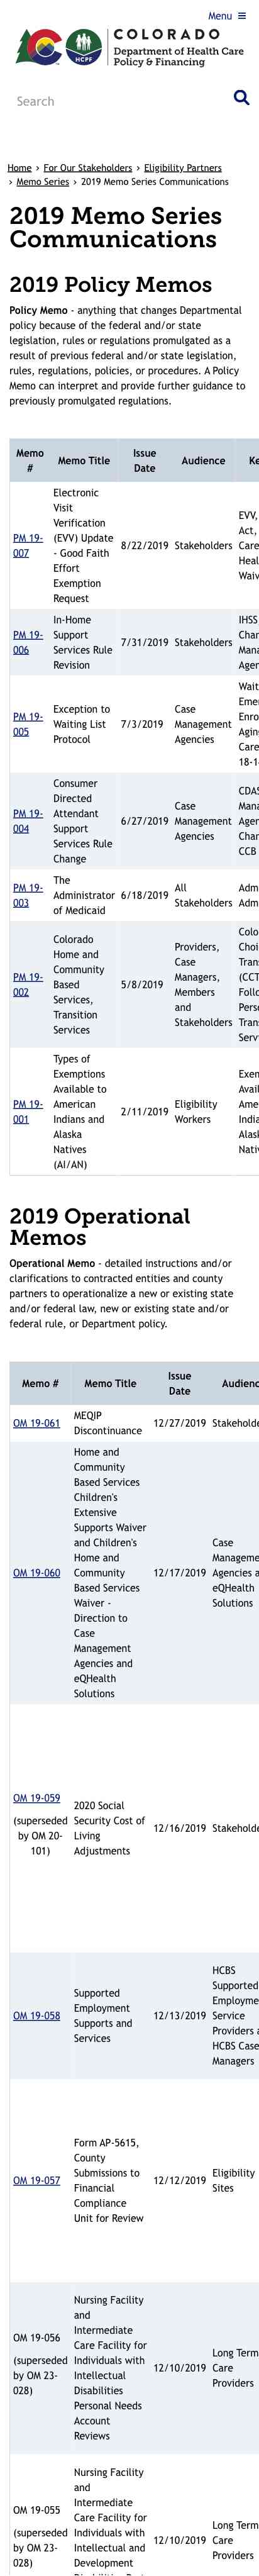 Menu ≡
COLORADO
Department of Health Care
Policy & Financing
HCPF
Search
Home › For Our Stakeholders › Eligibility Partners
› Memo Series › 2019 Memo Series Communications
2019 Memo Series
Communications
2019 Policy Memos
Policy Memo - anything that changes Departmental
policy because of the federal and/or state
legislation, rules or regulations promulgated as a
result of previous federal and/or state legislation,
rules, regulations, policies, or procedures. A Policy
Memo can interpret and provide further guidance to
previously promulgated regulations.
Memo
#
Memo Title
Issue
Date
Audience
Ke
PM 19-
007
Electronic
Visit
Verification
(EVV) Update
- Good Faith
Effort
Exemption
Request
8/22/2019
Stakeholders
EVV,
Act,
Care
Heal
Waiv
PM 19-
006
In-Home
Support
Services Rule
Revision
7/31/2019
Stakeholders
IHSS
Chan
Mana
Agen
PM 19-
005
Exception to
Waiting List
Protocol
7/3/2019
Case
Management
Agencies
Wait
Emer
Enro
Agin
Care
18-1
PM 19-
004
Consumer
Directed
Attendant
Support
Services Rule
Change
6/27/2019
Case
Management
Agencies
CDAS
Mana
Agen
Chan
CCB
PM 19-
003
The
Administrator
of Medicaid
6/18/2019
All
Stakeholders
Adm
Adm
PM 19-
002
Colorado
Home and
Community
Based
Services,
Transition
Services
5/8/2019
Providers,
Case
Managers,
Members
and
Stakeholders
Colo
Choi
Tran
(CCT
Follo
Perso
Tran
Serv
PM 19-
001
Types of
Exemptions
Available to
American
Indians and
Alaska
Natives
(AI/AN)
2/11/2019
Eligibility
Workers
Exen
Avail
Ame
India
Alask
Nativ
2019 Operational
Memos
Operational Memo - detailed instructions and/or
clarifications to contracted entities and county
partners to operationalize a new or existing state
and/or federal law, new or existing state and/or
federal rule, or Department policy.
Memo #
Memo Title
Issue
Date
Audienc
OM 19-061
MEQIP
Discontinuance
12/27/2019
Stakeholde
OM 19-060
Home and
Community
Based Services
Children's
Extensive
Supports Waiver
and Children's
Home and
Community
Based Services
Waiver -
Direction to
Case
Management
Agencies and
eQHealth
Solutions
12/17/2019
Case
Manageme
Agencies a
eQHealth
Solutions
OM 19-059
(superseded
by OM 20-
101)
2020 Social
Security Cost of
Living
Adjustments
12/16/2019
Stakeholde
OM 19-058
Supported
Employment
Supports and
Services
12/13/2019
HCBS
Supported
Employme
Service
Providers a
HCBS Case
Managers
OM 19-057
Form AP-5615,
County
Submissions to
Financial
Compliance
Unit for Review
12/12/2019
Eligibility
Sites
OM 19-056
(superseded
by OM 23-
028)
Nursing Facility
and
Intermediate
Care Facility for
Individuals with
Intellectual
Disabilities
Personal Needs
Account
Reviews
12/10/2019
Long Term
Care
Providers
OM 19-055
(superseded
by OM 23-
028)
Nursing Facility
and
Intermediate
Care Facility for
Individuals with
Intellectual and
Development
12/10/2019
Long Term
Care
Providers